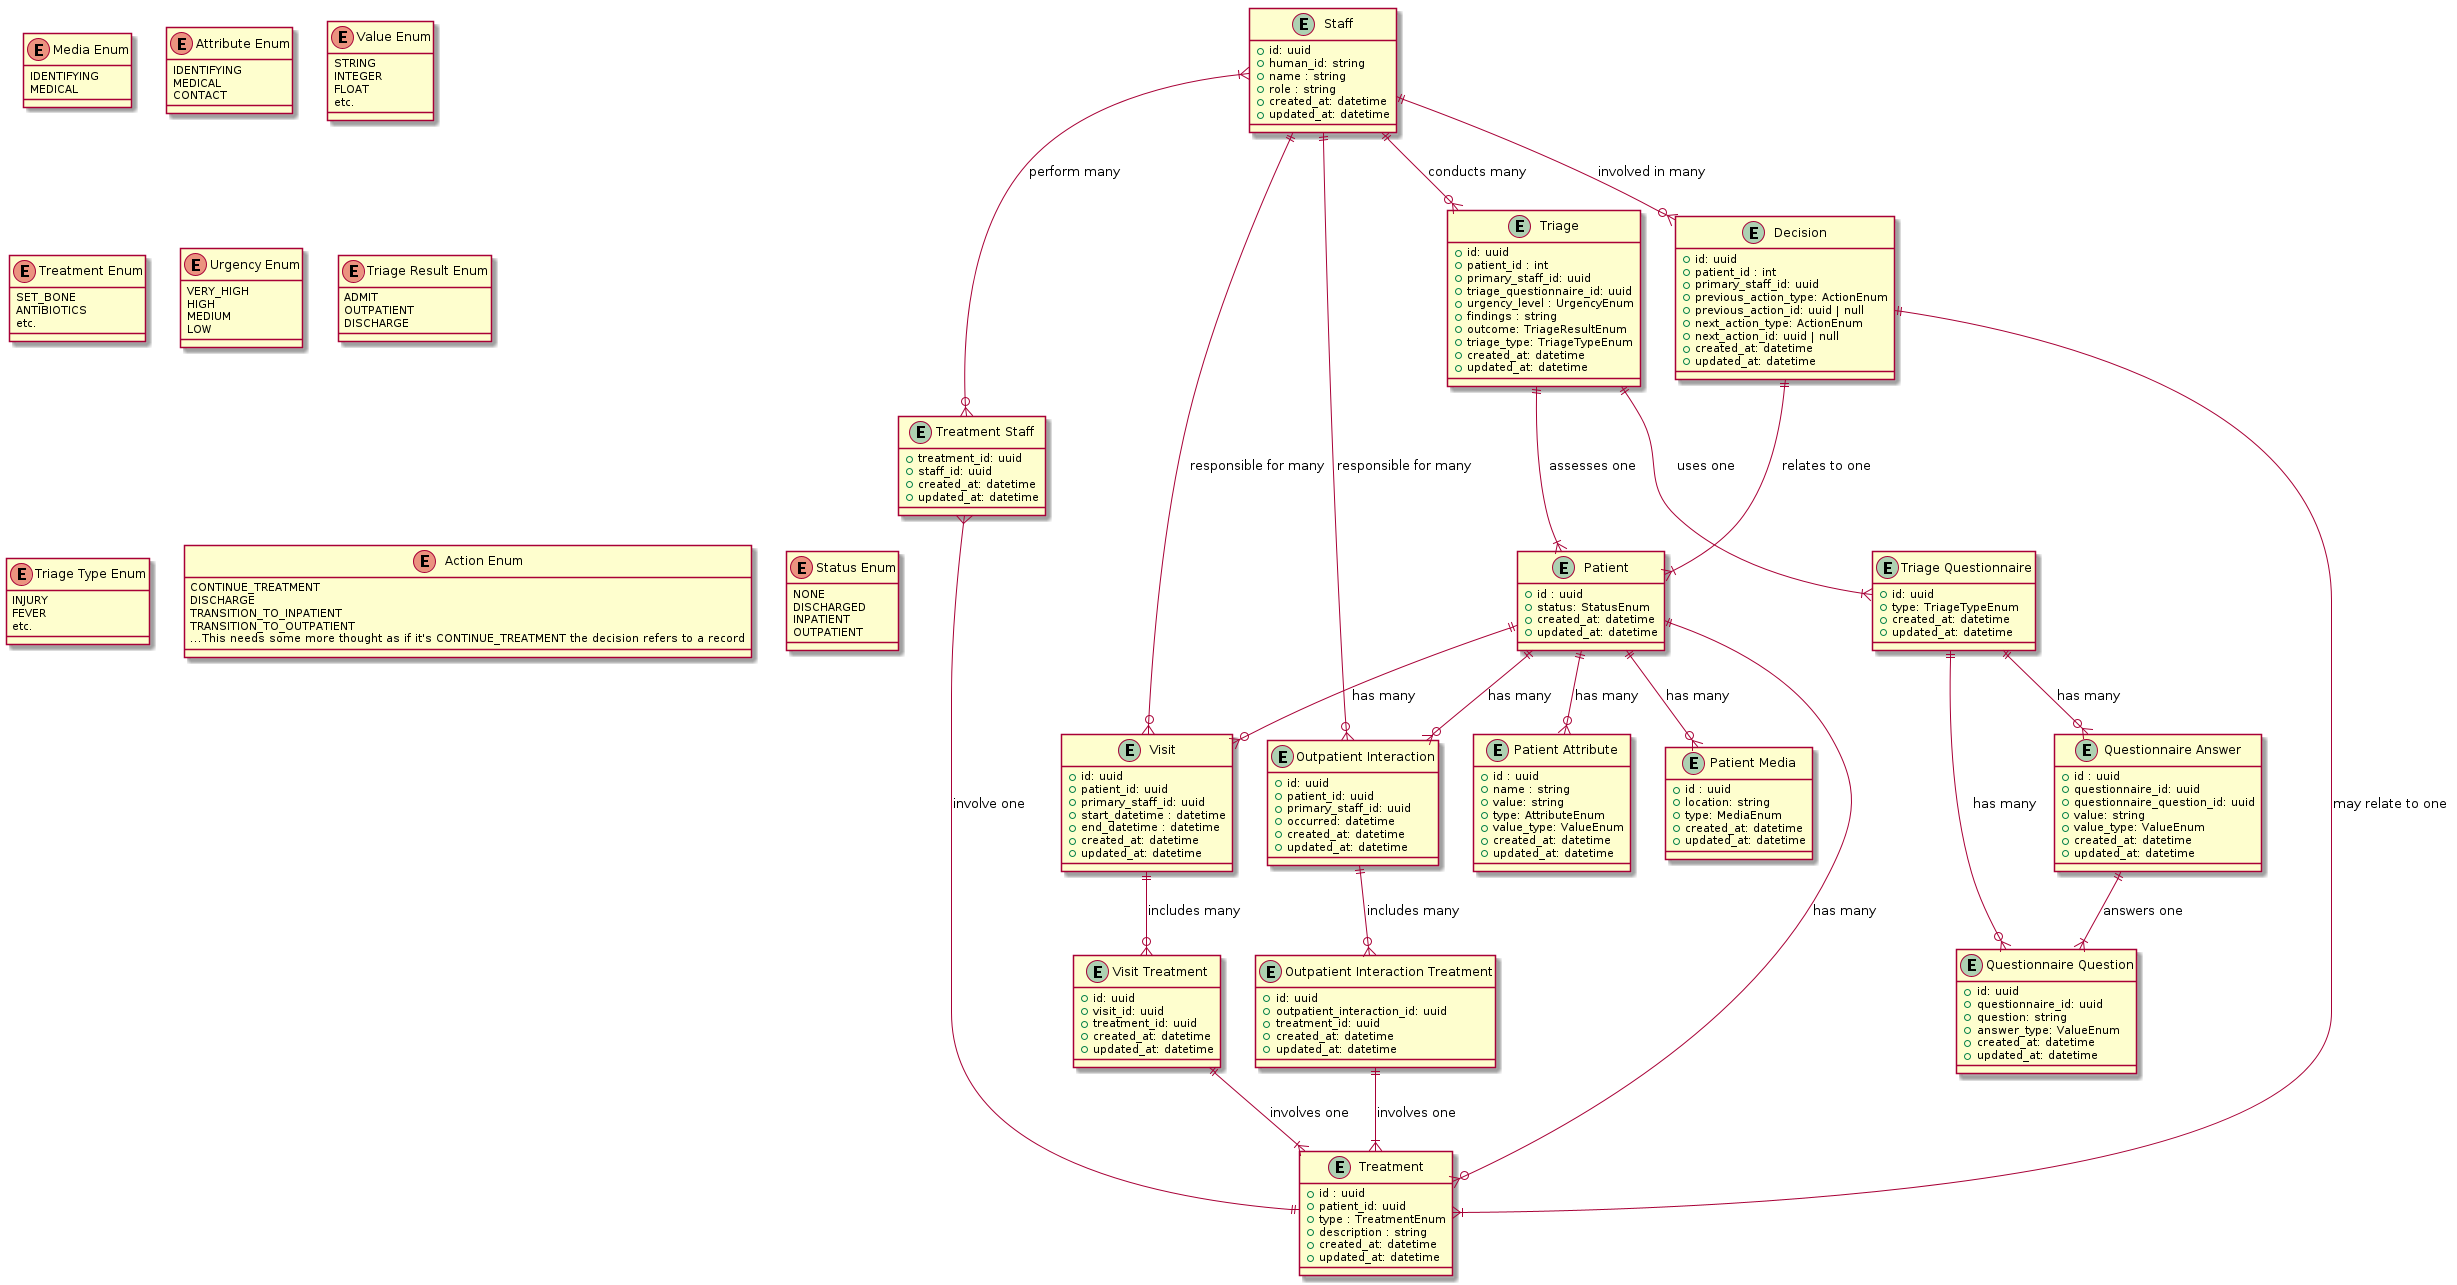 Media Enum
IDENTIFYING
MEDICAL
Attribute Enum
IDENTIFYING
MEDICAL
CONTACT
Value Enum
STRING
INTEGER
FLOAT
etc.
Staff
id: uuid
human_id: string
name : string
role : string
created_at: datetime
updated_at: datetime
perform many
conducts many
involved in many
Treatment Enum
SET_BONE
ANTIBIOTICS
etc.
Urgency Enum
VERY_HIGH
HIGH
MEDIUM
LOW
Triage Result Enum
ADMIT
OUTPATIENT
DISCHARGE
Triage
id: uuid
patient_id : int
primary_staff_id: uuid
triage_questionnaire_id: uuid
urgency_level : UrgencyEnum
findings : string
outcome: TriageResultEnum
triage_type: TriageTypeEnum
created_at: datetime
updated_at: datetime
Decision
id: uuid
patient_id : int
primary_staff_id: uuid
previous_action_type: ActionEnum
previous_action_id: uuid | null
next_action_type: ActionEnum
next_action_id: uuid | null
created_at: datetime
updated_at: datetime
Treatment Staff
treatment_id: uuid
staff_id: uuid
created_at: datetime
updated_at: datetime
responsible for many
responsible for many
assesses one
uses one
relates to one
Triage Type Enum
INJURY
FEVER
etc.
Action Enum
CONTINUE_TREATMENT
DISCHARGE
TRANSITION_TO_INPATIENT
TRANSITION_TO_OUTPATIENT
...This needs some more thought as if it's CONTINUE_TREATMENT the decision refers to a record
Status Enum
NONE
DISCHARGED
INPATIENT
OUTPATIENT
Patient
id : uuid
status: StatusEnum
created_at: datetime
updated_at: datetime
Triage Questionnaire
id: uuid
type: TriageTypeEnum
created_at: datetime
updated_at: datetime
has many
has many
has many
has many
has many
Visit
id: uuid
patient_id: uuid
primary_staff_id: uuid
start_datetime : datetime
end_datetime : datetime
created_at: datetime
updated_at: datetime
Outpatient Interaction
id: uuid
patient_id: uuid
primary_staff_id: uuid
occurred: datetime
created_at: datetime
updated_at: datetime
Patient Attribute
id : uuid
name : string
value: string
type: AttributeEnum
value_type: ValueEnum
created_at: datetime
updated_at: datetime
Patient Media
id : uuid
location: string
type: MediaEnum
created_at: datetime
updated_at: datetime
Questionnaire Answer
id : uuid
questionnaire_id: uuid
questionnaire_question_id: uuid
value: string
value_type: ValueEnum
created_at: datetime
updated_at: datetime
involve one
has many
may relate to one
includes many
includes many
has many
answers one
Visit Treatment
id: uuid
visit_id: uuid
treatment_id: uuid
created_at: datetime
updated_at: datetime
Outpatient Interaction Treatment
id: uuid
outpatient_interaction_id: uuid
treatment_id: uuid
created_at: datetime
updated_at: datetime
Questionnaire Question
id: uuid
questionnaire_id: uuid
question: string
answer_type: ValueEnum
created_at: datetime
updated_at: datetime
involves one
involves one
Treatment
id : uuid
patient_id: uuid
type : TreatmentEnum
description : string
created_at: datetime
updated_at: datetime